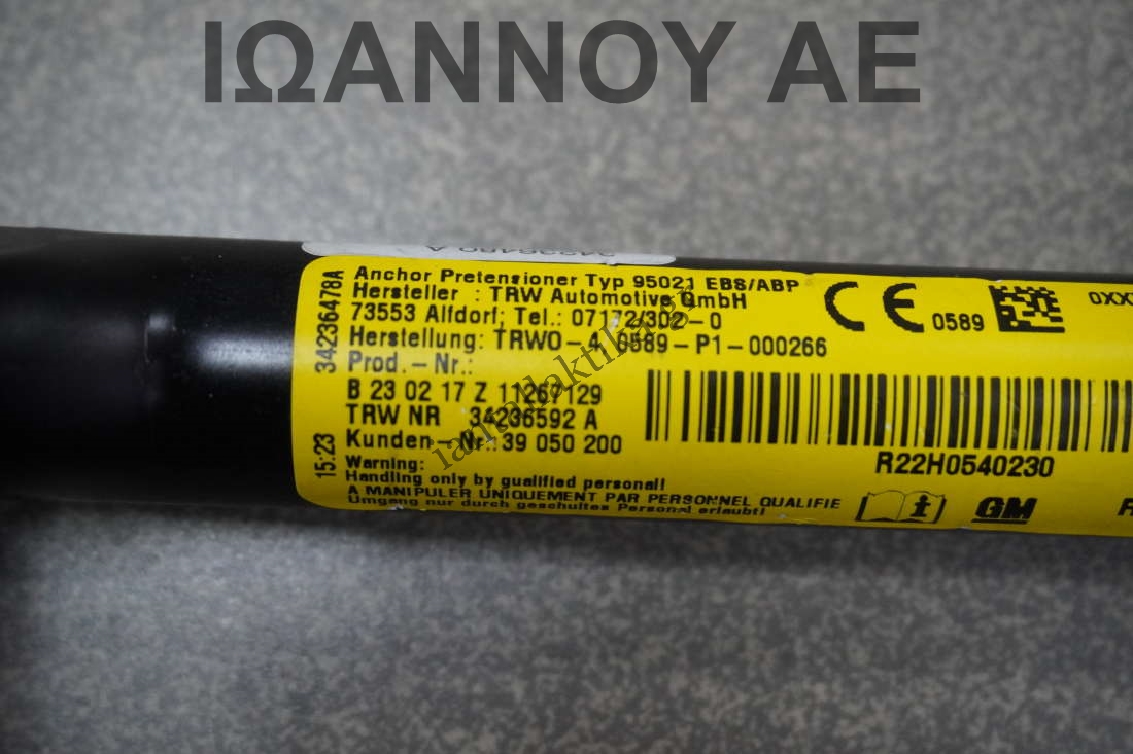 ΙΩΑΝΝΟΥ ΑΕ
34236478A
15:23
Anchor Pretensioner Typ 95021 EBS/ABP
Hersteller : TRW Automotive GmbH
73553 Alfdorf; Tel.: 07172/302-0
Herstellung: TRWO-4 0589-P1-000266
Prod.-Nr.:
B 23 02 17 Z 11267129
TRW NR 34236592 A
Kunden-Nr.: 39 050 200
Warning:
Handling only by qualified personal!
A MANIPULER UNIQUEMENT PAR PERSONNEL QUALIFIE
Umgang nur durch geschultes Personal erlaubt!
CE 0589
R22H0540230
GM